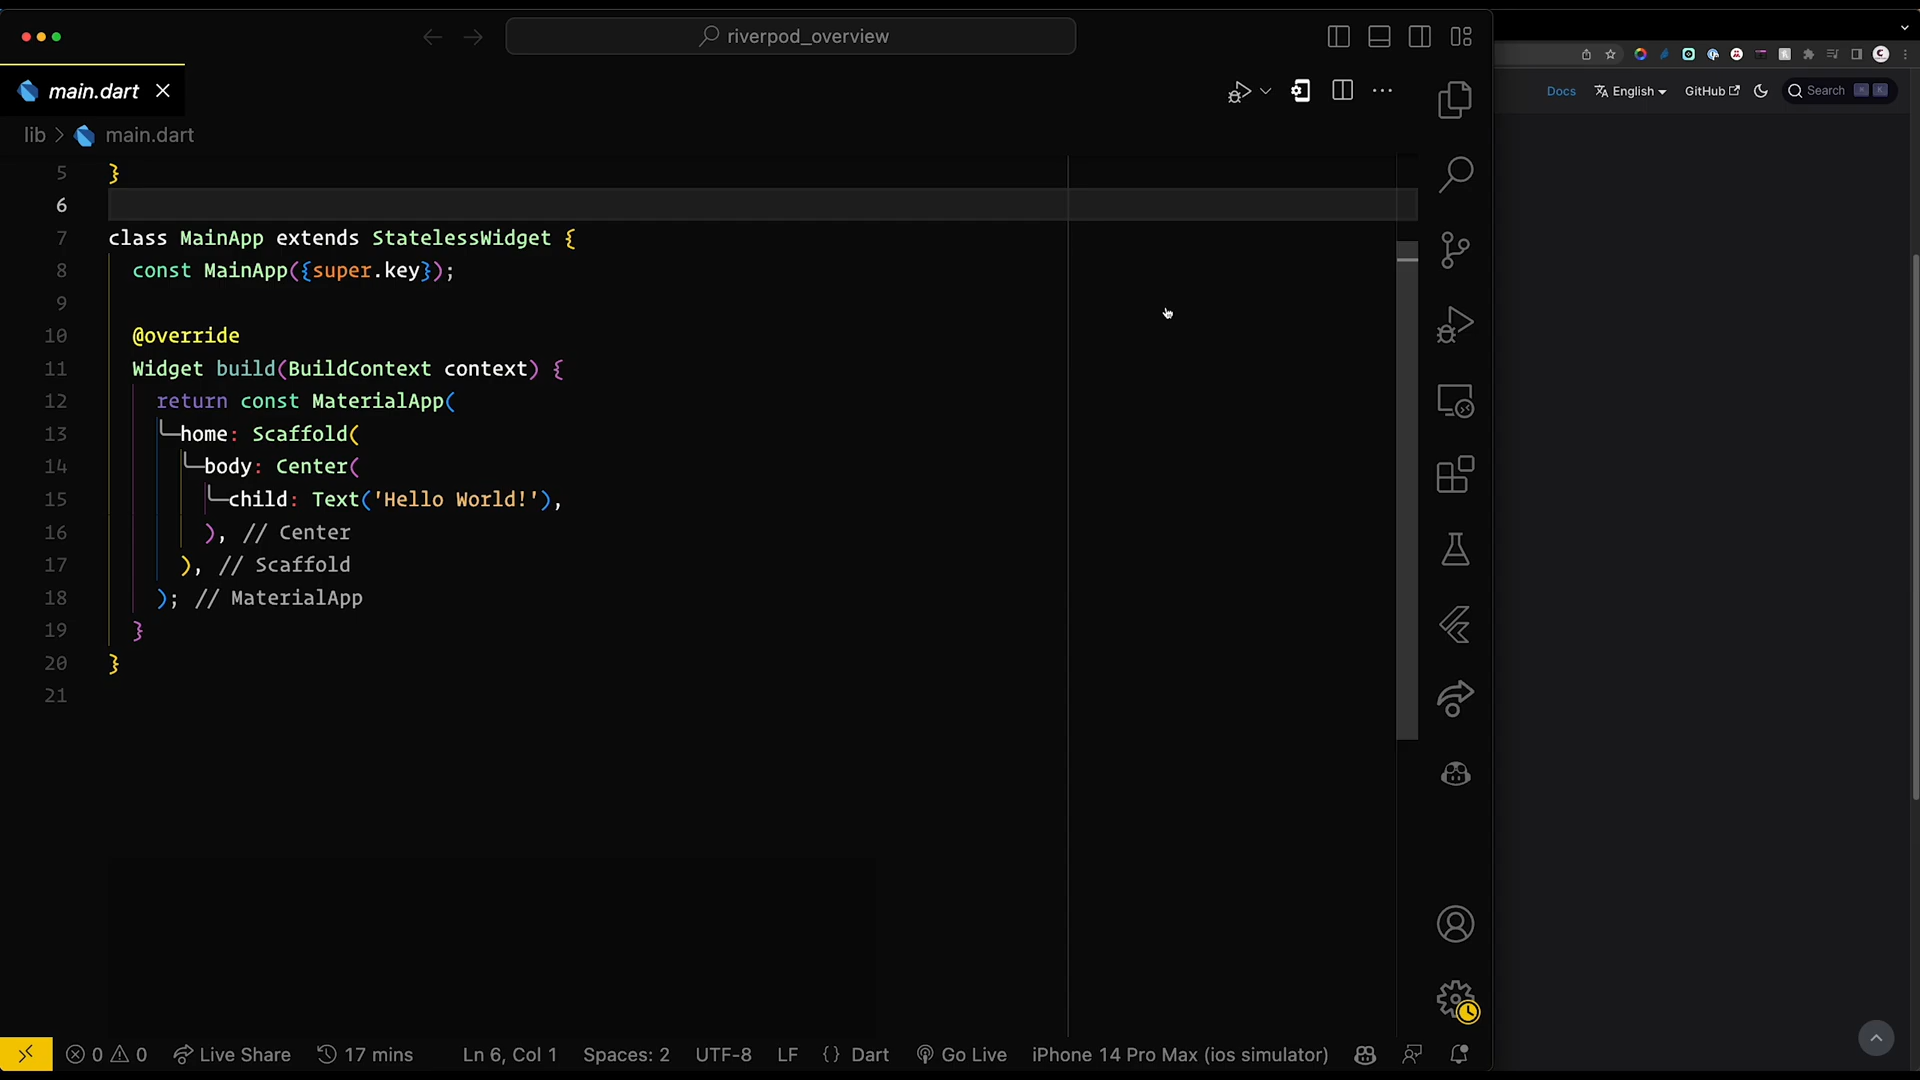 riverpod_overview
main.dart
Docs English GitHub Search
lib > main.dart
5 }
6
7 class MainApp extends StatelessWidget {
8 const MainApp({super.key});
9
10 @override
11 Widget build(BuildContext context) {
12 return const MaterialApp(
13 home: Scaffold(
14 body: Center(
15 child: Text('Hello World!'),
16 ), // Center
17 ), // Scaffold
18 ); // MaterialApp
19 }
20 }
21
0 0 Live Share 17 mins Ln 6, Col 1 Spaces: 2 UTF-8 LF {} Dart Go Live iPhone 14 Pro Max (ios simulator)